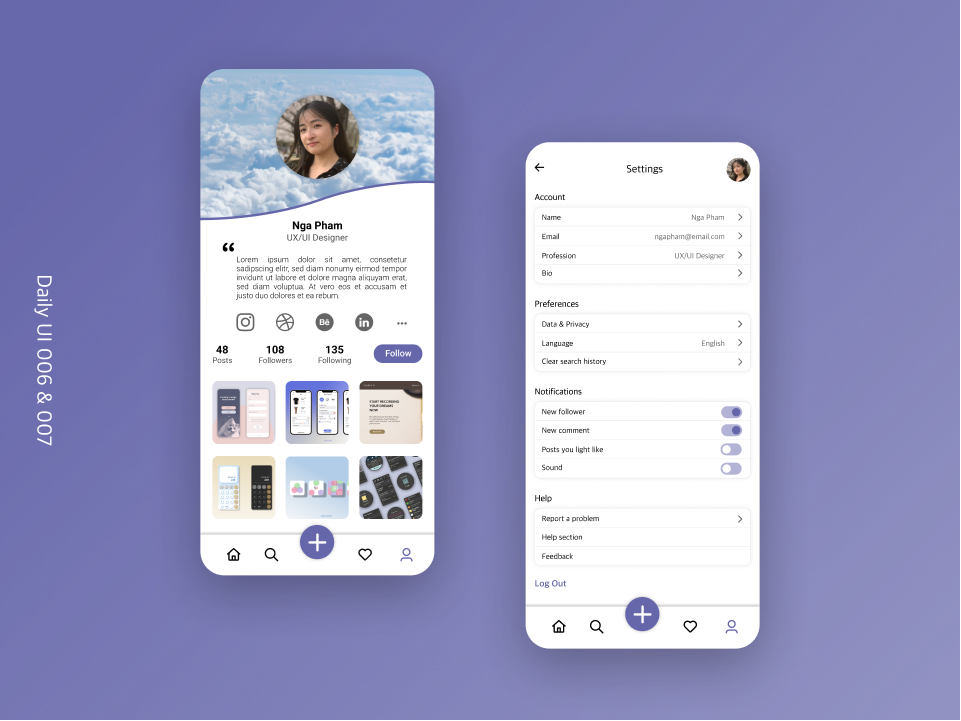 Daily UI 006 & 007
Nga Pham
UX/UI Designer
“
Lorem ipsum dolor sit amet, consetetur
sadipscing elitr, sed diam nonumy eirmod tempor
invidunt ut labore et dolore magna aliquyam erat,
sed diam voluptua. At vero eos et accusam et
justo duo dolores et ea rebum.
Bē
in
48
Posts
108
Followers
135
Following
Follow
START RECORDING
YOUR DREAMS
NOW
Settings
Account
Name
Nga Pham
Email
ngapham@email.com
Profession
UX/UI Designer
Bio
Preferences
Data & Privacy
Language
English
Clear search history
Notifications
New follower
New comment
Posts you light like
Sound
Help
Report a problem
Help section
Feedback
Log Out